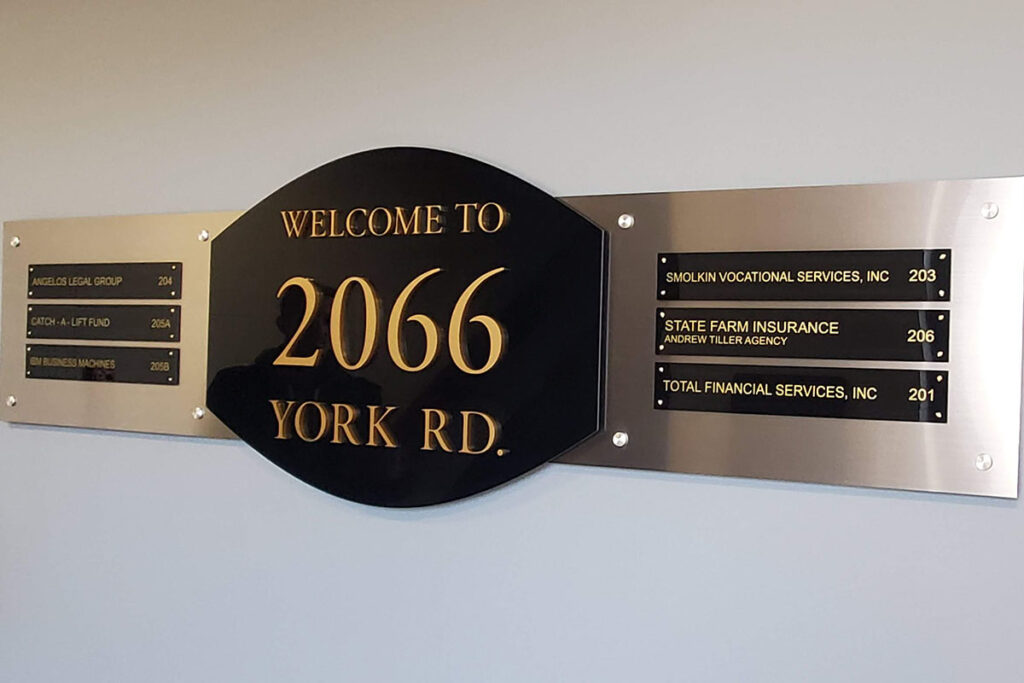 WELCOME TO
2066
YORK RD.
ANGELOS LEGAL GROUP 204
CATCH - A - LIFT FUND 205A
IBM BUSINESS MACHINES 205B
SMOLKIN VOCATIONAL SERVICES, INC 203
STATE FARM INSURANCE 206
ANDREW TILLER AGENCY
TOTAL FINANCIAL SERVICES, INC 201